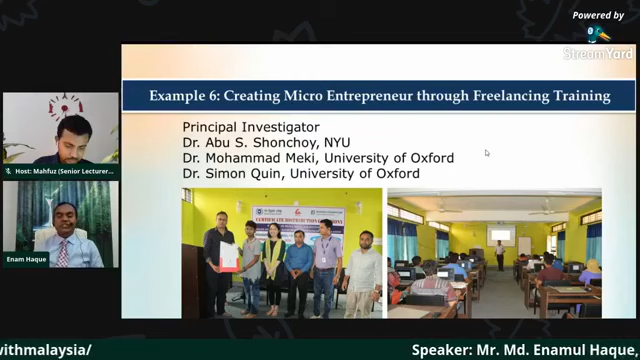 Powered by
StreamYard
Example 6: Creating Micro Entrepreneur through Freelancing Training
Principal Investigator
Dr. Abu S. Shonchoy, NYU
Dr. Mohammad Meki, University of Oxford
Dr. Simon Quin, University of Oxford
Host: Mahfuz (Senior Lecturer...
Enam Haque
withmalaysia/
Speaker: Mr. Md. Enamul Haque,